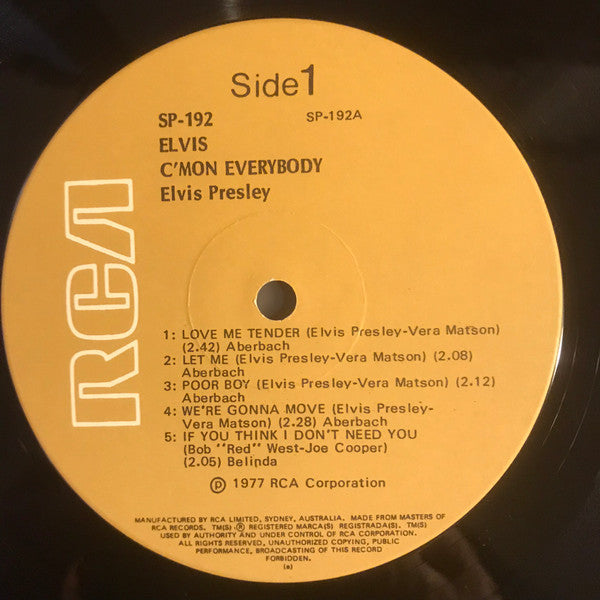 Side 1
SP-192 SP-192A
ELVIS
C'MON EVERYBODY
Elvis Presley
RCA
1: LOVE ME TENDER (Elvis Presley-Vera Matson)
(2.42) Aberbach
2: LET ME (Elvis Presley-Vera Matson) (2.08)
Aberbach
3: POOR BOY (Elvis Presley-Vera Matson) (2.12)
Aberbach
4: WE'RE GONNA MOVE (Elvis Presley-
Vera Matson) (2.28) Aberbach
5: IF YOU THINK I DON'T NEED YOU
(Bob "Red" West-Joe Cooper)
(2.05) Belinda
Ⓟ 1977 RCA Corporation
MANUFACTURED BY RCA LIMITED, SYDNEY, AUSTRALIA. MADE FROM MASTERS OF
RCA RECORDS. TM(S) ® REGISTERED MARCA(S) REGISTRADA(S). TM(S)
USED BY AUTHORITY AND UNDER CONTROL OF RCA CORPORATION.
ALL RIGHTS RESERVED, UNAUTHORIZED COPYING, PUBLIC
PERFORMANCE, BROADCASTING OF THIS RECORD
FORBIDDEN.